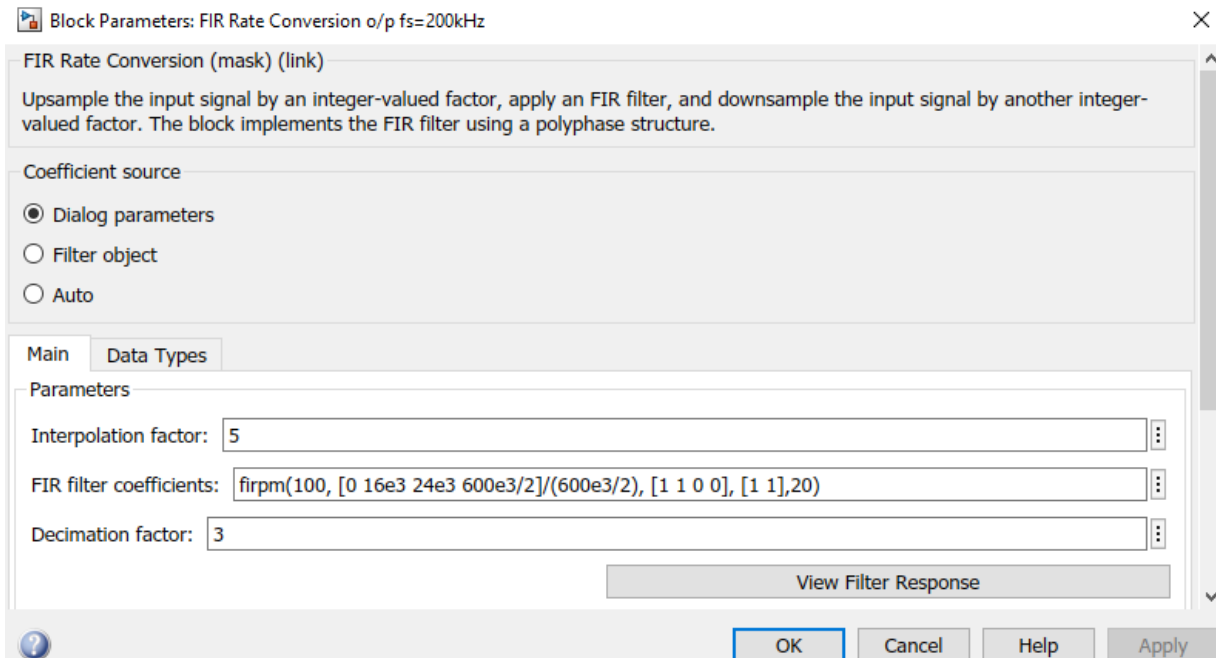 Block Parameters: FIR Rate Conversion o/p fs=200kHz
FIR Rate Conversion (mask) (link)
Upsample the input signal by an integer-valued factor, apply an FIR filter, and downsample the input signal by another integer-
valued factor. The block implements the FIR filter using a polyphase structure.
Coefficient source
Dialog parameters
Filter object
Auto
Main Data Types
Parameters
Interpolation factor: 5
FIR filter coefficients: firpm(100, [0 16e3 24e3 600e3/2]/(600e3/2), [1 1 0 0], [1 1],20)
Decimation factor: 3
View Filter Response
OK Cancel Help Apply